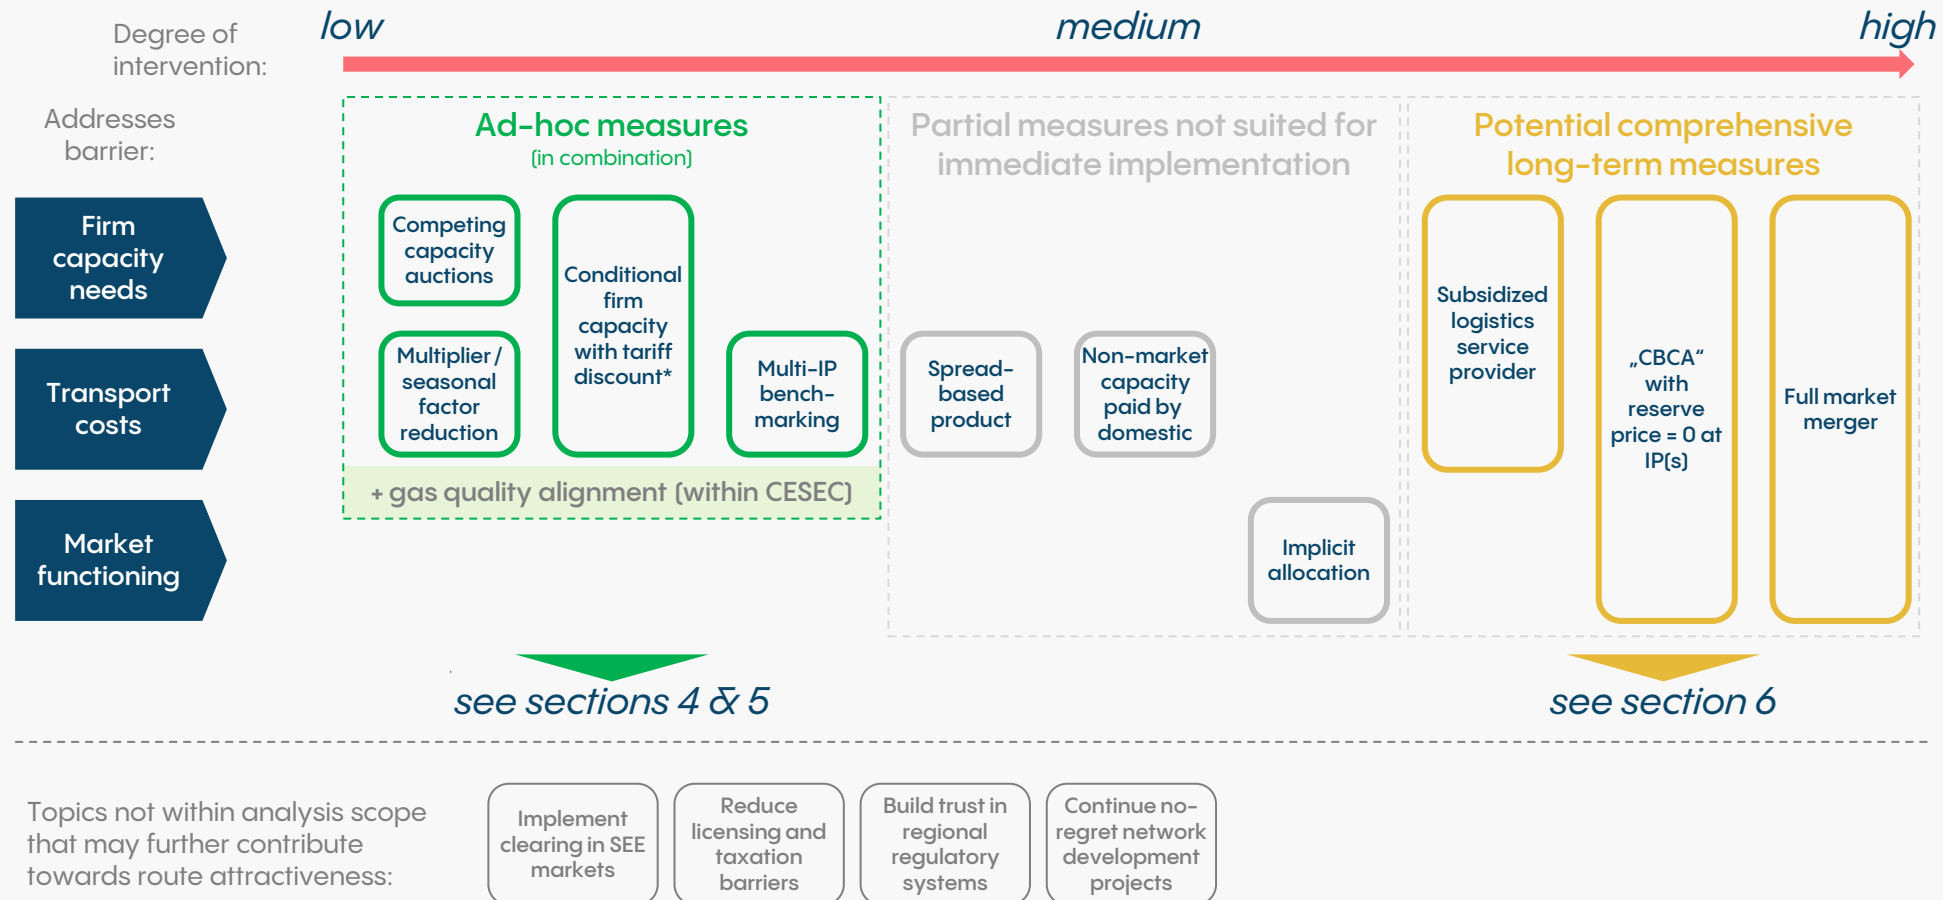 Degree of
intervention:
low
medium
high
Addresses
barrier:
Ad-hoc measures
(in combination)
Partial measures not suited for
immediate implementation
Potential comprehensive
long-term measures
Firm
capacity
needs
Transport
costs
Market
functioning
Competing
capacity
auctions
Multiplier /
seasonal
factor
reduction
Conditional
firm
capacity
with tariff
discount*
Multi-IP
bench-
marking
+ gas quality alignment (within CESEC)
Spread-
based
product
Non-market
capacity
paid by
domestic
Implicit
allocation
Subsidized
logistics
service
provider
„CBCA“
with
reserve
price = 0 at
IP(s)
Full market
merger
see sections 4 & 5
see section 6
Topics not within analysis scope
that may further contribute
towards route attractiveness:
Implement
clearing in SEE
markets
Reduce
licensing and
taxation
barriers
Build trust in
regional
regulatory
systems
Continue no-
regret network
development
projects